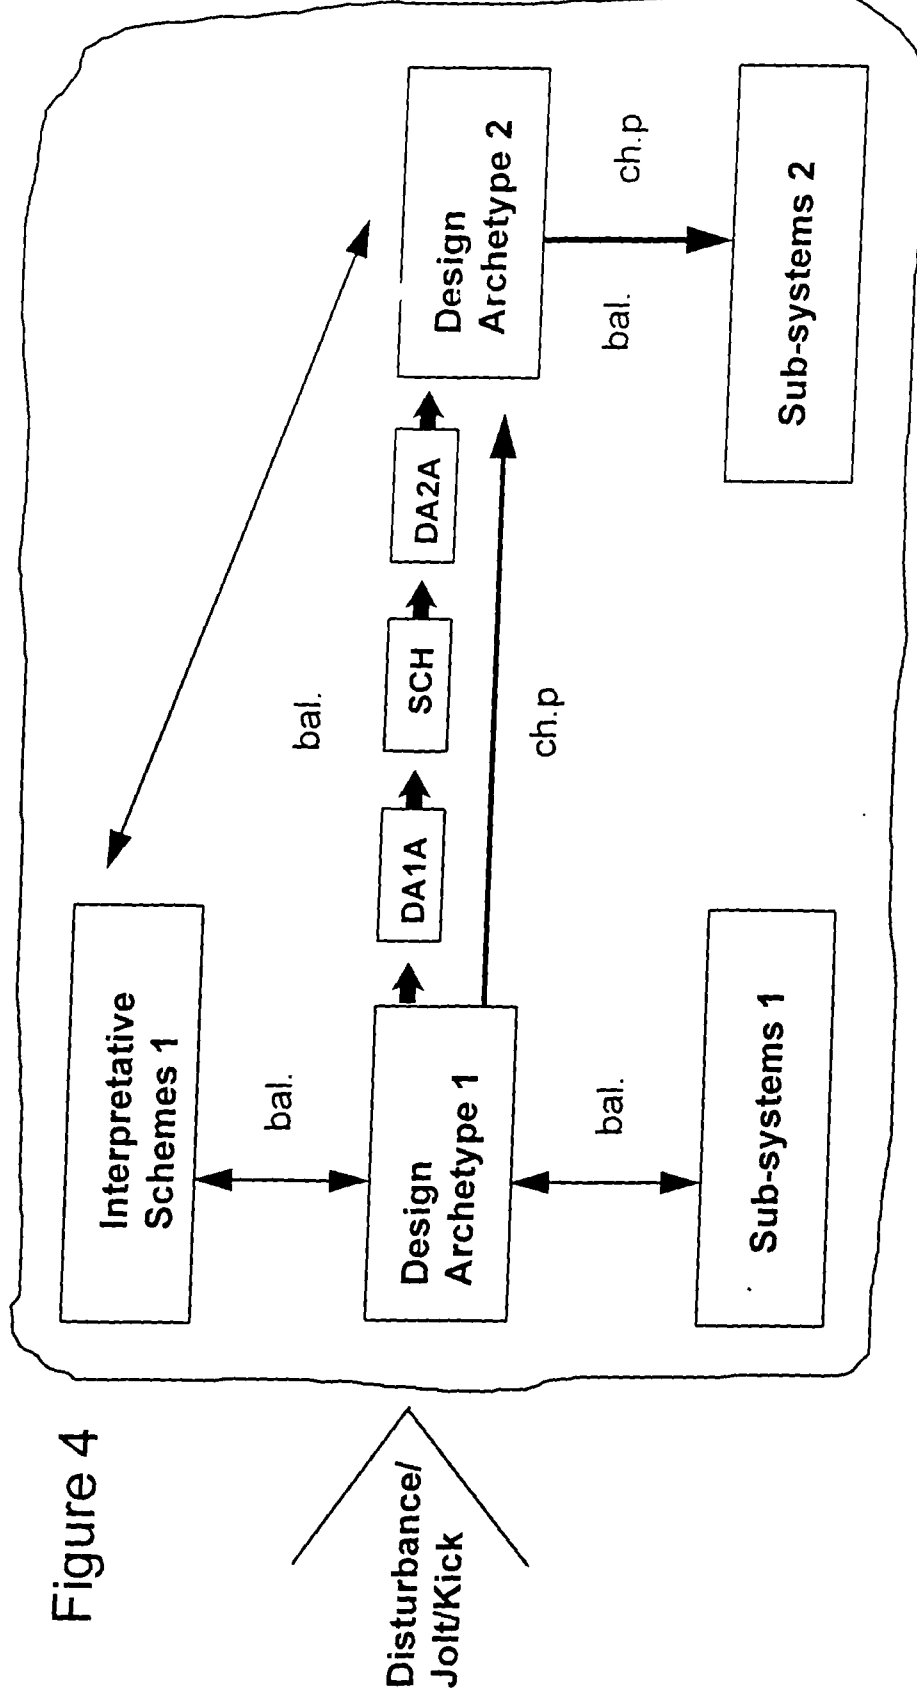 Figure 4
Disturbance/
Jolt/Kick
Interpretative
Schemes 1
bal.
Design
Archetype 1
bal.
Sub-systems 1
bal.
DA1A
SCH
DA2A
ch.p
Design
Archetype 2
bal.
ch.p
Sub-systems 2